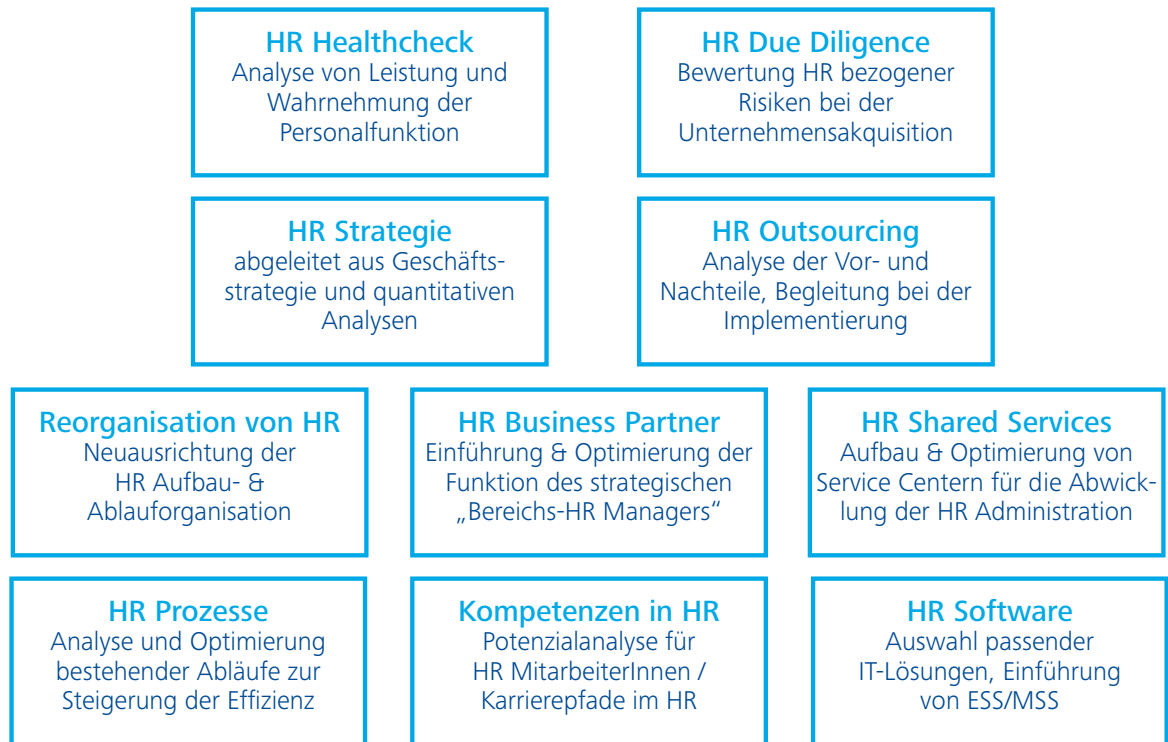 HR Healthcheck
Analyse von Leistung und
Wahrnehmung der
Personalfunktion
HR Due Diligence
Bewertung HR bezogener
Risiken bei der
Unternehmensakquisition
HR Strategie
abgeleitet aus Geschäfts-
strategie und quantitativen
Analysen
HR Outsourcing
Analyse der Vor- und
Nachteile, Begleitung bei der
Implementierung
Reorganisation von HR
Neuausrichtung der
HR Aufbau- &
Ablauforganisation
HR Business Partner
Einführung & Optimierung der
Funktion des strategischen
„Bereichs-HR Managers“
HR Shared Services
Aufbau & Optimierung von
Service Centern für die Abwick-
lung der HR Administration
HR Prozesse
Analyse und Optimierung
bestehender Abläufe zur
Steigerung der Effizienz
Kompetenzen in HR
Potenzialanalyse für
HR MitarbeiterInnen /
Karrierepfade im HR
HR Software
Auswahl passender
IT-Lösungen, Einführung
von ESS/MSS